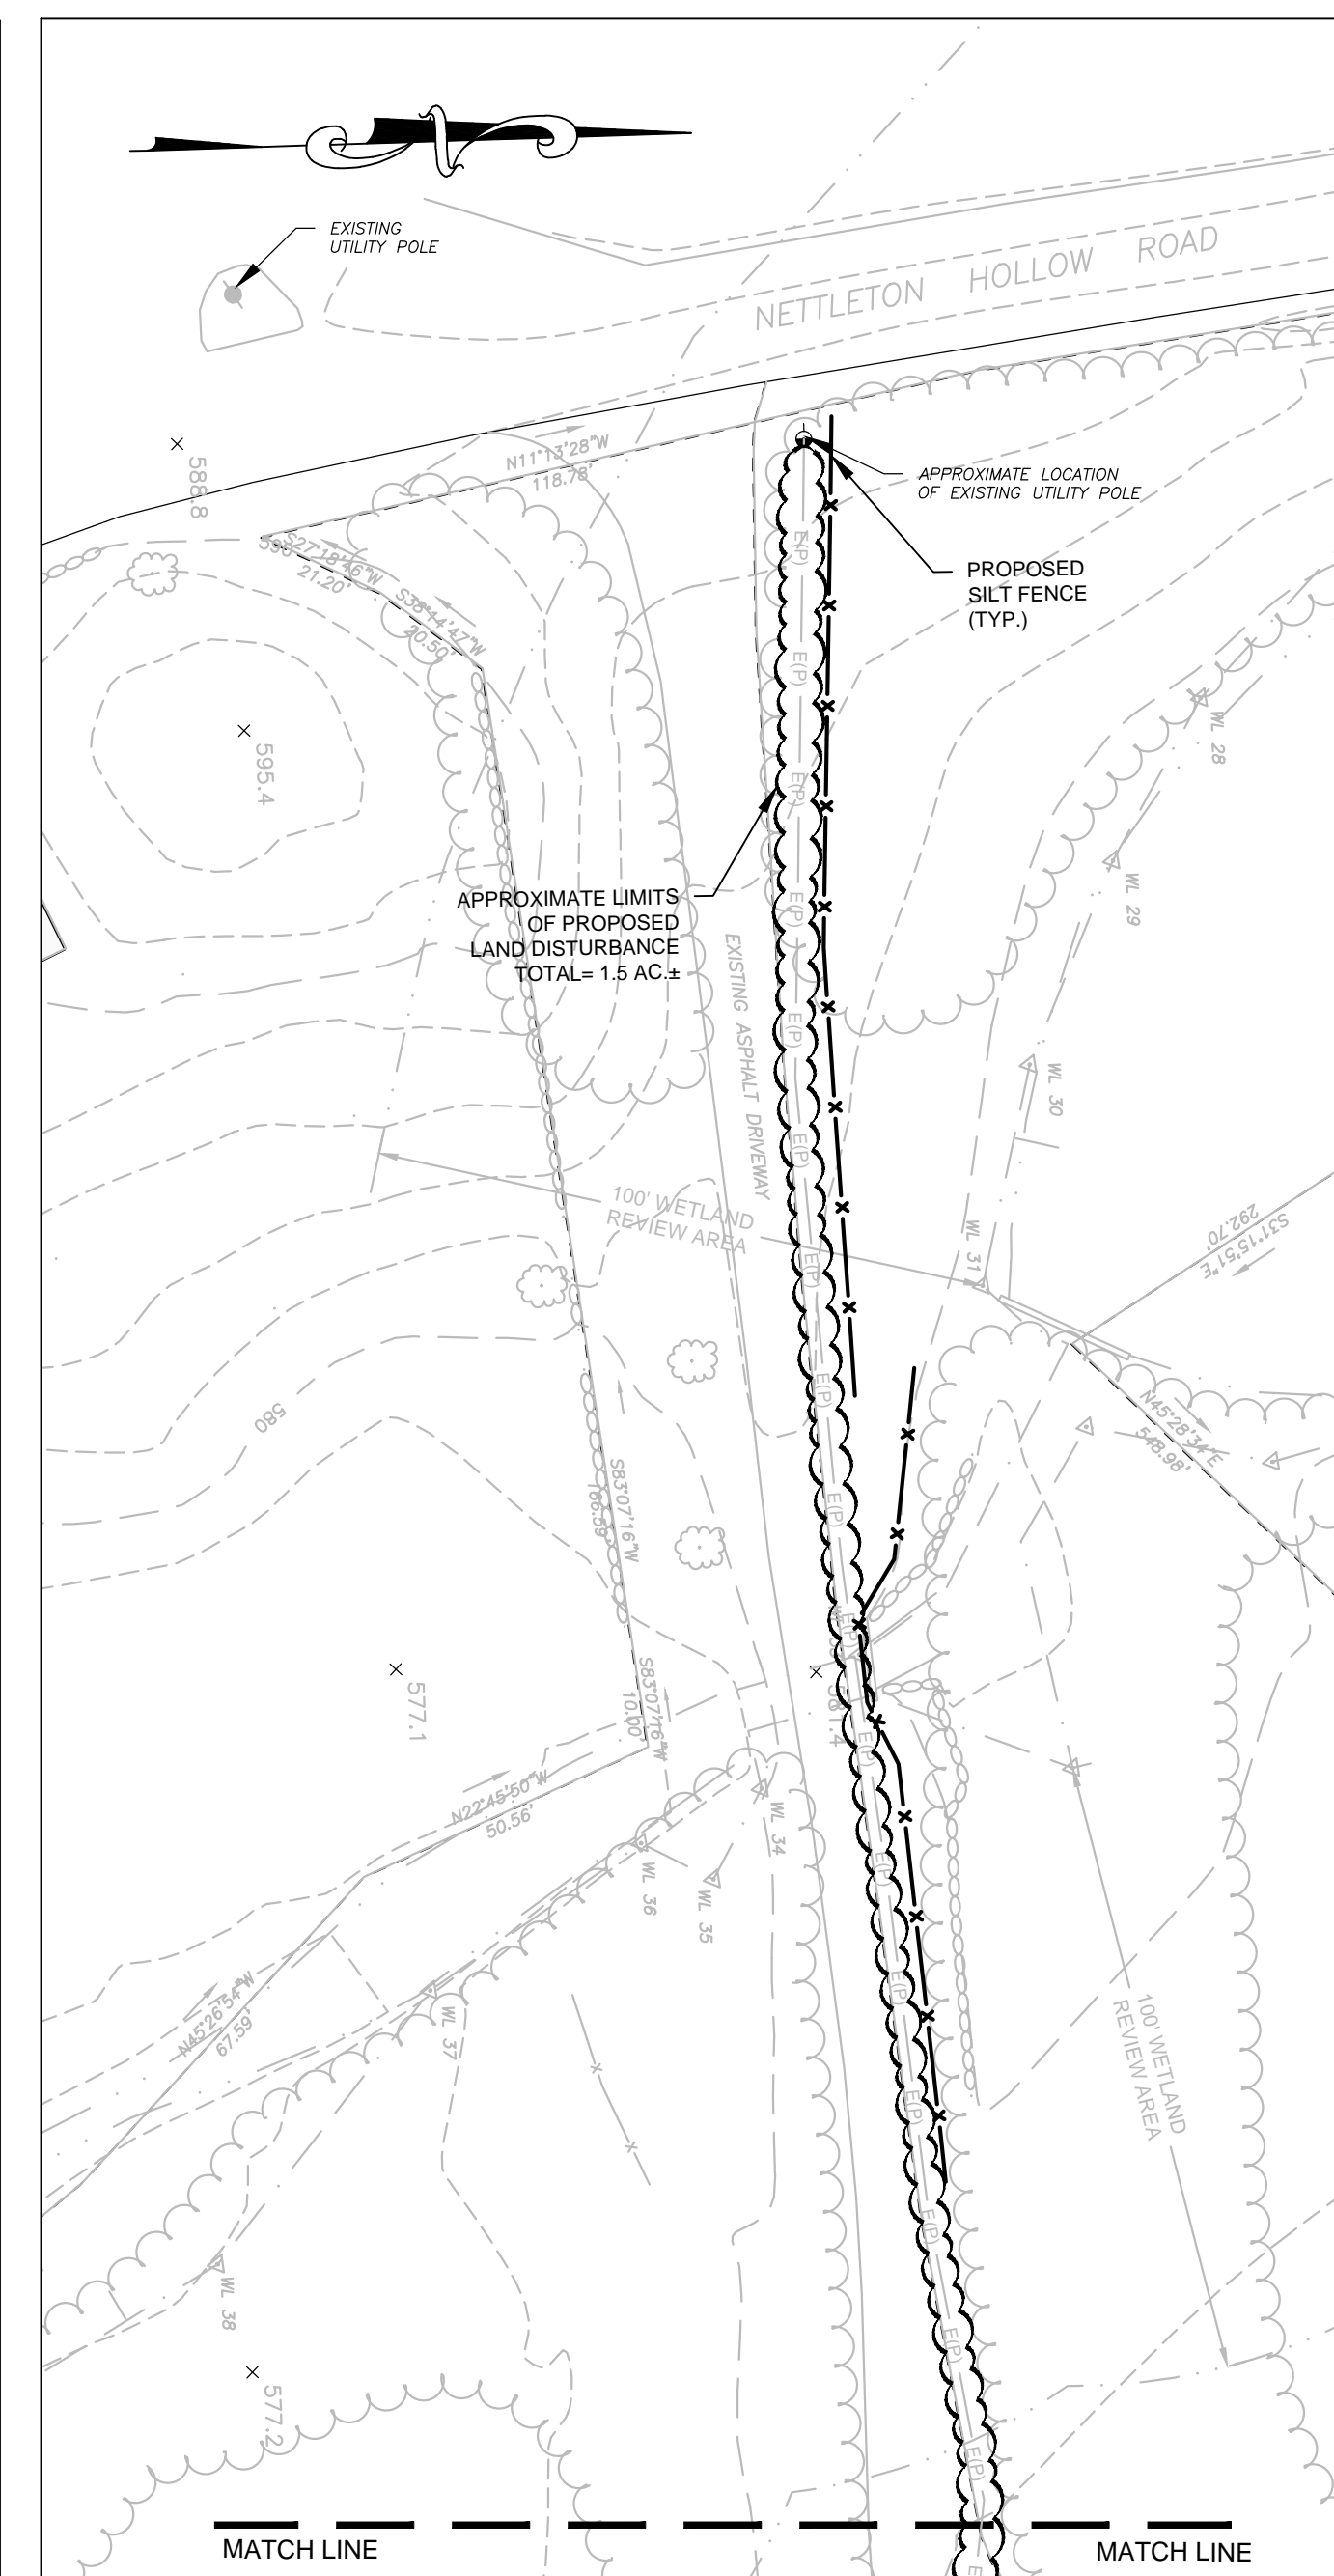 EXISTING
UTILITY POLE
NETTLETON HOLLOW ROAD
588.8
N11°13'28"W
118.78'
APPROXIMATE LOCATION
OF EXISTING UTILITY POLE
590
S27°18'46"W
21.20'
S38°14'47"W
20.50'
PROPOSED
SILT FENCE
(TYP.)
E(P)
E(P)
WL 28
595.4
E(P)
APPROXIMATE LIMITS
OF PROPOSED
LAND DISTURBANCE
TOTAL= 1.5 AC.±
E(P)
WL 29
EXISTING ASPHALT DRIVEWAY
E(P)
WL 30
E(P)
100' WETLAND
REVIEW AREA
WL 31
S31°15'51"E
292.70'
E(P)
E(P)
580
N45°28'34"E
548.98'
S83°07'16"W
166.59'
E(P)
E(P)
577.1
S83°07'16"W
10.00'
581.4
E(P)
N22°45'50"W
50.56'
WL 34
E(P)
WL 36
WL 35
E(P)
N45°26'54"W
67.59'
WL 37
100' WETLAND
REVIEW AREA
E(P)
E(P)
WL 38
E(P)
577.2
E(P)
MATCH LINE
MATCH LINE